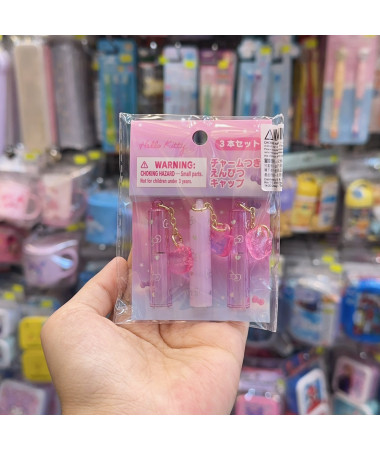 Hello Kitty
3本セット
WARNING:
CHOKING HAZARD – Small parts.
Not for children under 3 years.
チャームつき
えんぴつ
キャップ